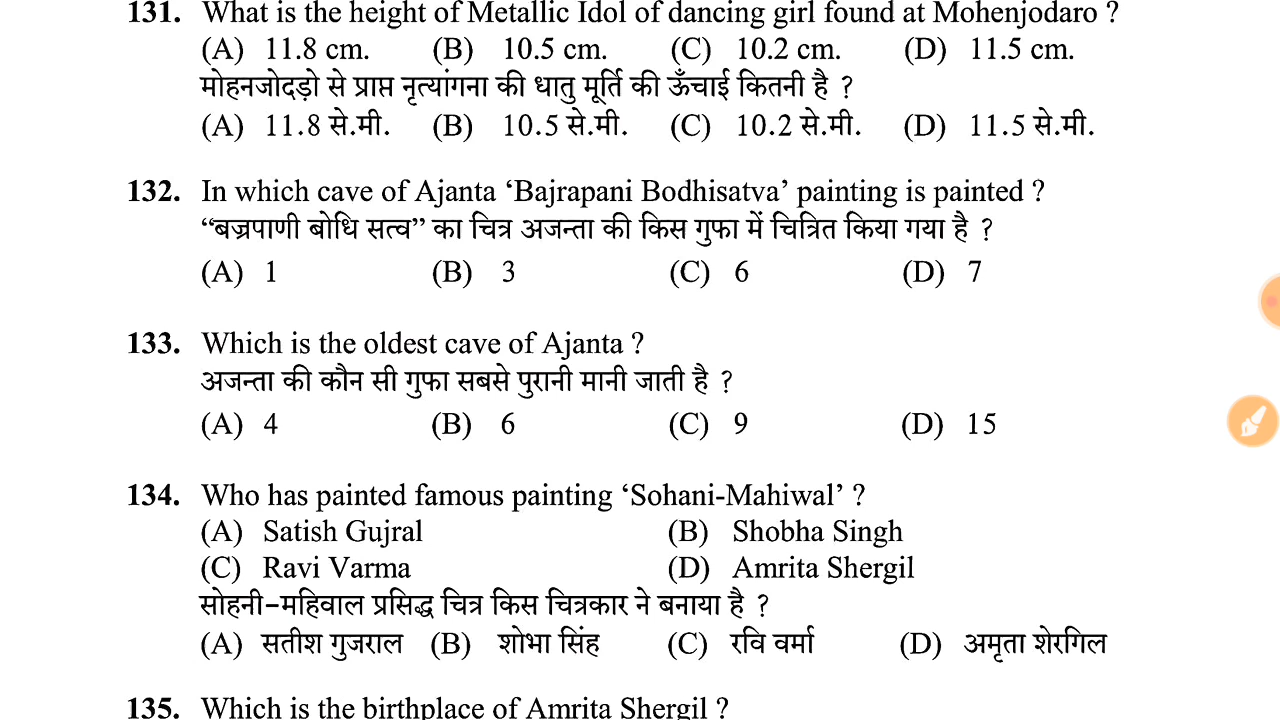 131. What is the height of Metallic Idol of dancing girl found at Mohenjodaro ?
(A) 11.8 cm. (B) 10.5 cm. (C) 10.2 cm. (D) 11.5 cm.
मोहनजोदड़ो से प्राप्त नृत्यांगना की धातु मूर्ति की ऊँचाई कितनी है ?
(A) 11.8 से.मी. (B) 10.5 से.मी. (C) 10.2 से.मी. (D) 11.5 से.मी.
132. In which cave of Ajanta ‘Bajrapani Bodhisatva’ painting is painted ?
“बज्रपाणी बोधि सत्व” का चित्र अजन्ता की किस गुफा में चित्रित किया गया है ?
(A) 1 (B) 3 (C) 6 (D) 7
133. Which is the oldest cave of Ajanta ?
अजन्ता की कौन सी गुफा सबसे पुरानी मानी जाती है ?
(A) 4 (B) 6 (C) 9 (D) 15
134. Who has painted famous painting ‘Sohani-Mahiwal’ ?
(A) Satish Gujral (B) Shobha Singh
(C) Ravi Varma (D) Amrita Shergil
सोहनी-महिवाल प्रसिद्ध चित्र किस चित्रकार ने बनाया है ?
(A) सतीश गुजराल (B) शोभा सिंह (C) रवि वर्मा (D) अमृता शेरगिल
135. Which is the birthplace of Amrita Shergil ?